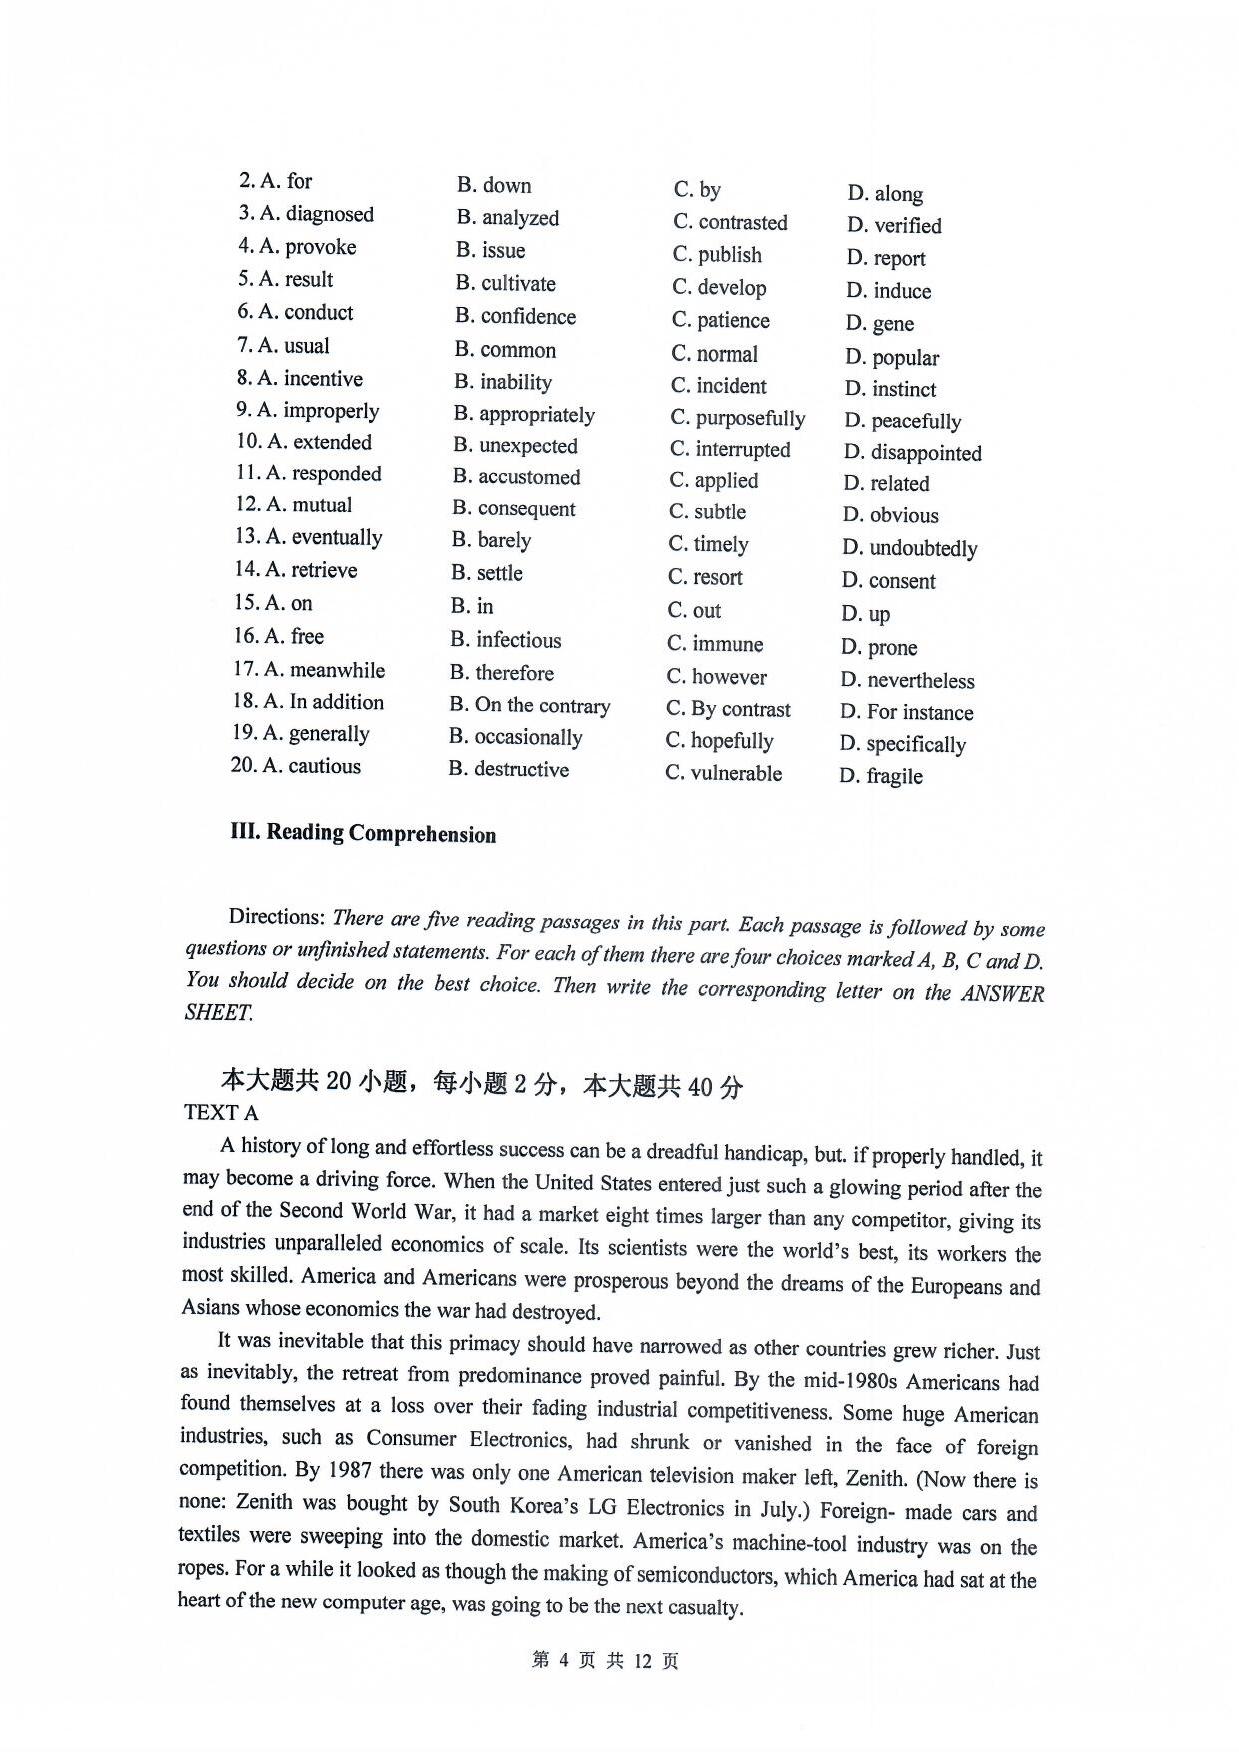 2. A. for B. down C. by D. along
3. A. diagnosed B. analyzed C. contrasted D. verified
4. A. provoke B. issue C. publish D. report
5. A. result B. cultivate C. develop D. induce
6. A. conduct B. confidence C. patience D. gene
7. A. usual B. common C. normal D. popular
8. A. incentive B. inability C. incident D. instinct
9. A. improperly B. appropriately C. purposefully D. peacefully
10. A. extended B. unexpected C. interrupted D. disappointed
11. A. responded B. accustomed C. applied D. related
12. A. mutual B. consequent C. subtle D. obvious
13. A. eventually B. barely C. timely D. undoubtedly
14. A. retrieve B. settle C. resort D. consent
15. A. on B. in C. out D. up
16. A. free B. infectious C. immune D. prone
17. A. meanwhile B. therefore C. however D. nevertheless
18. A. In addition B. On the contrary C. By contrast D. For instance
19. A. generally B. occasionally C. hopefully D. specifically
20. A. cautious B. destructive C. vulnerable D. fragile
III. Reading Comprehension
Directions: There are five reading passages in this part. Each passage is followed by some
questions or unfinished statements. For each of them there are four choices marked A, B, C and D.
You should decide on the best choice. Then write the corresponding letter on the ANSWER
SHEET.
本大题共 20 小题，每小题 2 分，本大题共 40 分
TEXT A
A history of long and effortless success can be a dreadful handicap, but. if properly handled, it
may become a driving force. When the United States entered just such a glowing period after the
end of the Second World War, it had a market eight times larger than any competitor, giving its
industries unparalleled economics of scale. Its scientists were the world's best, its workers the
most skilled. America and Americans were prosperous beyond the dreams of the Europeans and
Asians whose economics the war had destroyed.
It was inevitable that this primacy should have narrowed as other countries grew richer. Just
as inevitably, the retreat from predominance proved painful. By the mid-1980s Americans had
found themselves at a loss over their fading industrial competitiveness. Some huge American
industries, such as Consumer Electronics, had shrunk or vanished in the face of foreign
competition. By 1987 there was only one American television maker left, Zenith. (Now there is
none: Zenith was bought by South Korea's LG Electronics in July.) Foreign- made cars and
textiles were sweeping into the domestic market. America's machine-tool industry was on the
ropes. For a while it looked as though the making of semiconductors, which America had sat at the
heart of the new computer age, was going to be the next casualty.
第 4 页 共 12 页